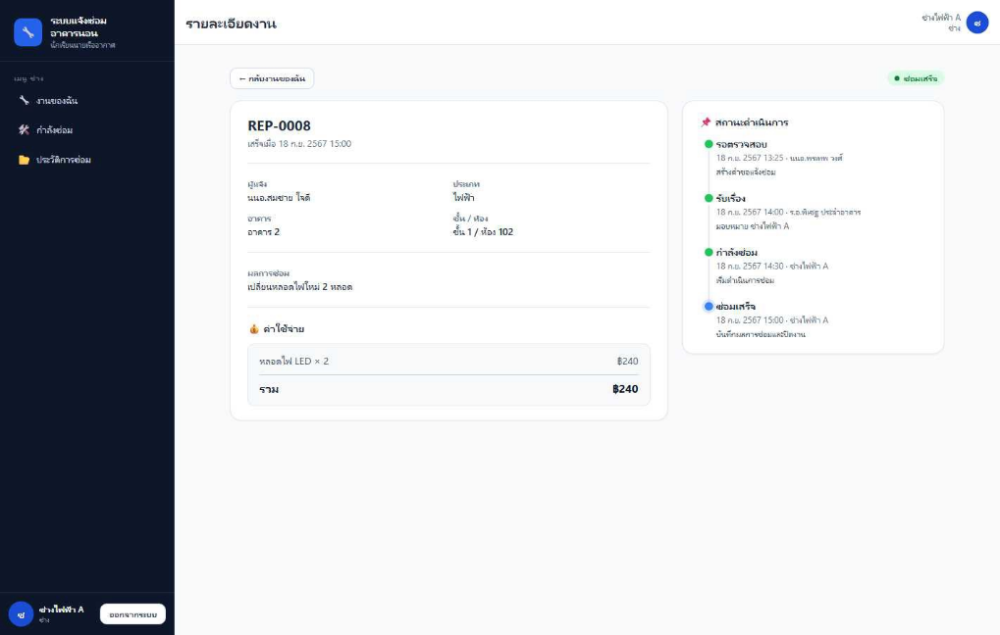 ระบบแจ้งซ่อม
อาคารนอน
นักเรียนนายเรืออากาศ
เมนู ช่าง
งานของฉัน
กำลังซ่อม
ประวัติการซ่อม
ช
ช่างไฟฟ้า A
ช่าง
ออกจากระบบ
รายละเอียดงาน
ช่างไฟฟ้า A
ช่าง
ช
← กลับงานของฉัน
ซ่อมเสร็จ
REP-0008
เสร็จเมื่อ 18 ก.ย. 2567 15:00
ผู้แจ้ง
นนอ.สมชาย ใจดี
ประเภท
ไฟฟ้า
อาคาร
อาคาร 2
ชั้น / ห้อง
ชั้น 1 / ห้อง 102
ผลการซ่อม
เปลี่ยนหลอดไฟใหม่ 2 หลอด
ค่าใช้จ่าย
หลอดไฟ LED × 2 ฿240
รวม ฿240
สถานะดำเนินการ
รอตรวจสอบ
18 ก.ย. 2567 13:25 · นนอ.
สร้างคำขอแจ้งซ่อม
รับเรื่อง
18 ก.ย. 2567 14:00 · ร.อ.พิเชฐ ประจำอาคาร
มอบหมาย ช่างไฟฟ้า A
กำลังซ่อม
18 ก.ย. 2567 14:30 · ช่างไฟฟ้า A
เริ่มดำเนินการซ่อม
ซ่อมเสร็จ
18 ก.ย. 2567 15:00 · ช่างไฟฟ้า A
บันทึกผลการซ่อมและปิดงาน